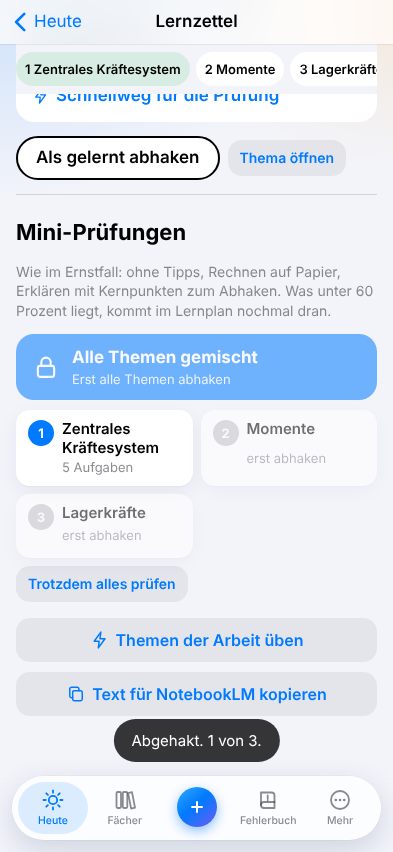 Heute
Lernzettel
1 Zentrales Kräftesystem
2 Momente
3 Lagerkräfte
Schnellweg für die Prüfung
Als gelernt abhaken
Thema öffnen
Mini-Prüfungen
Wie im Ernstfall: ohne Tipps, Rechnen auf Papier,
Erklären mit Kernpunkten zum Abhaken. Was unter 60
Prozent liegt, kommt im Lernplan nochmal dran.
Alle Themen gemischt
Erst alle Themen abhaken
1
Zentrales
Kräftesystem
5 Aufgaben
2
Momente
erst abhaken
3
Lagerkräfte
erst abhaken
Trotzdem alles prüfen
Themen der Arbeit üben
Text für NotebookLM kopieren
Abgehakt. 1 von 3.
Heute
Fächer
Fehlerbuch
Mehr